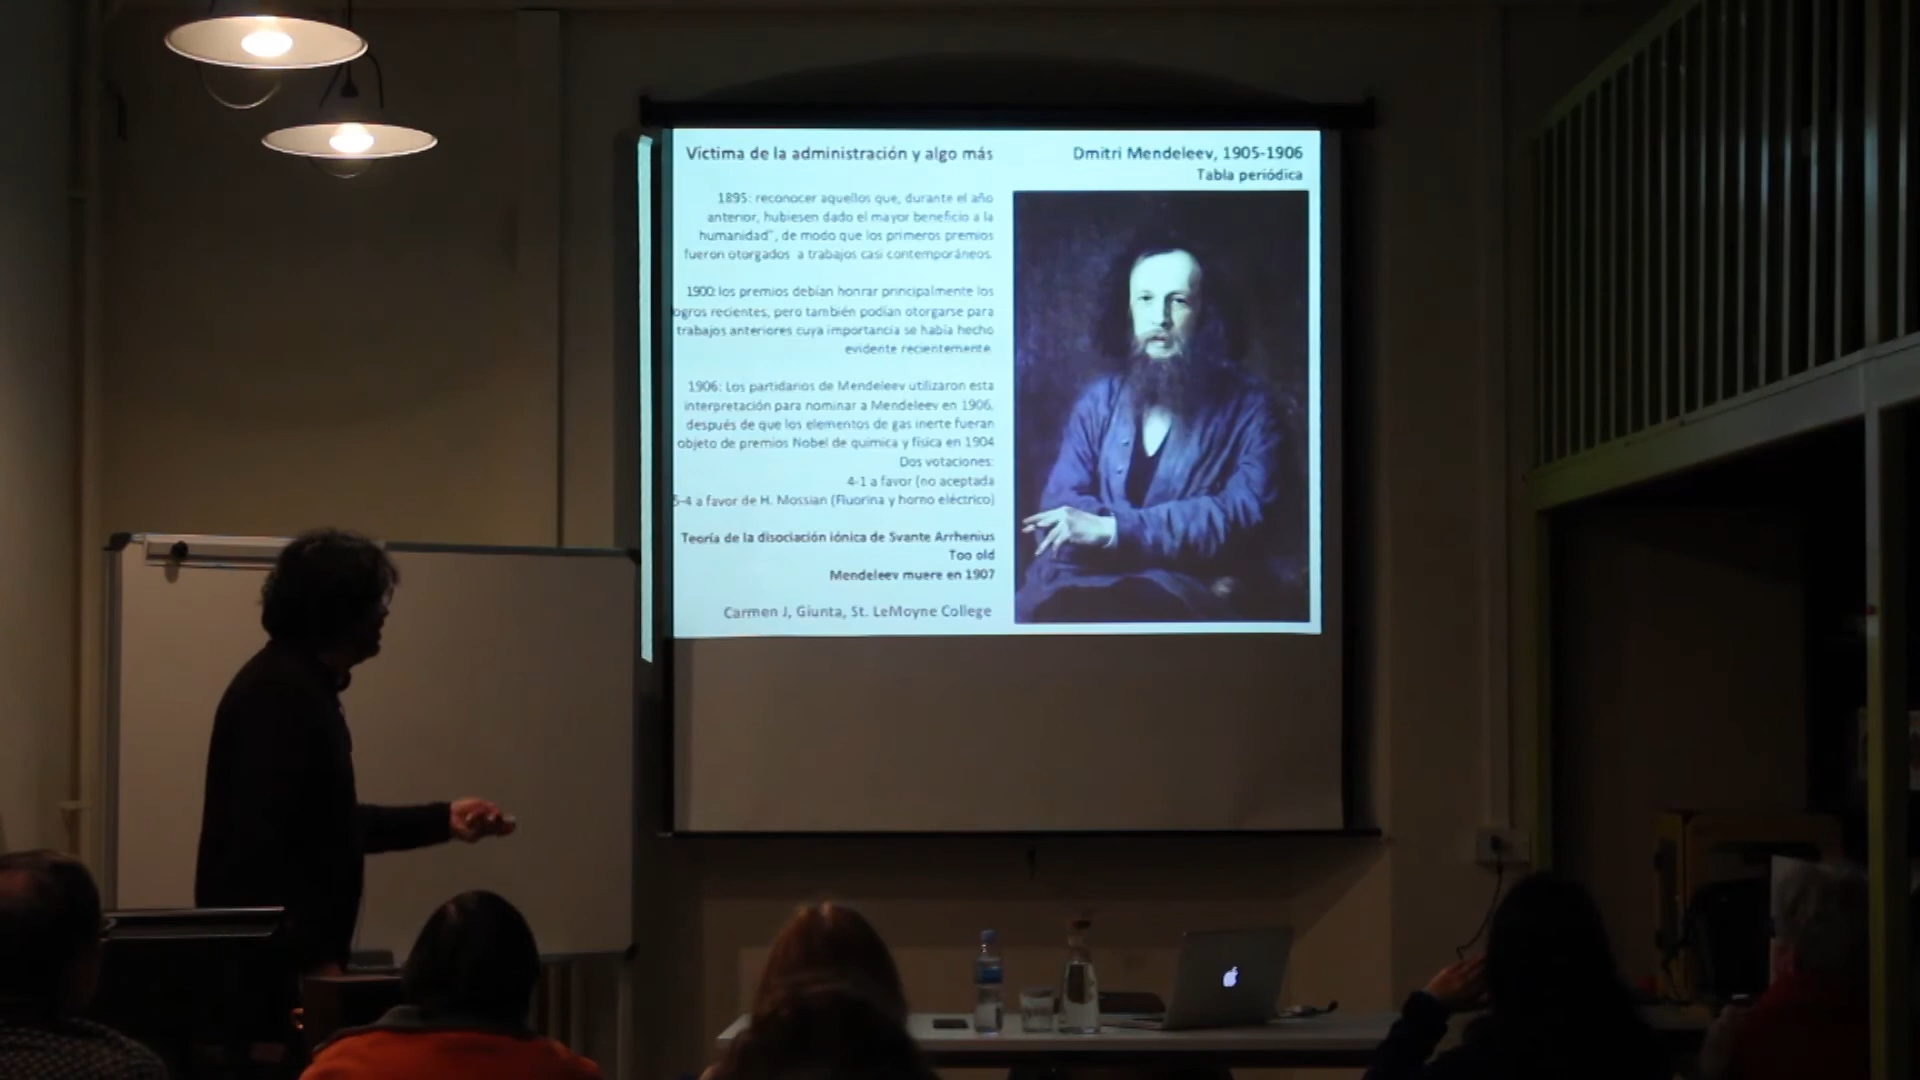 Víctima de la administración y algo más
Dmitri Mendeleev, 1905-1906
Tabla periódica
1895: reconocer aquellos que, durante el año
anterior, hubiesen dado el mayor beneficio a la
humanidad", de modo que los primeros premios
fueron otorgados a trabajos casi contemporáneos.
1900: los premios debían honrar principalmente los
logros recientes, pero también podían otorgarse para
trabajos anteriores cuya importancia se había hecho
evidente recientemente.
1906: Los partidarios de Mendeleev utilizaron esta
interpretación para nominar a Mendeleev en 1906,
después de que los elementos de gas inerte fueran
objeto de premios Nobel de química y física en 1904
Dos votaciones:
4-1 a favor (no aceptada
5-4 a favor de H. Mossian (Fluorina y horno eléctrico)
Teoría de la disociación iónica de Svante Arrhenius
Too old
Mendeleev muere en 1907
Carmen J, Giunta, St. LeMoyne College